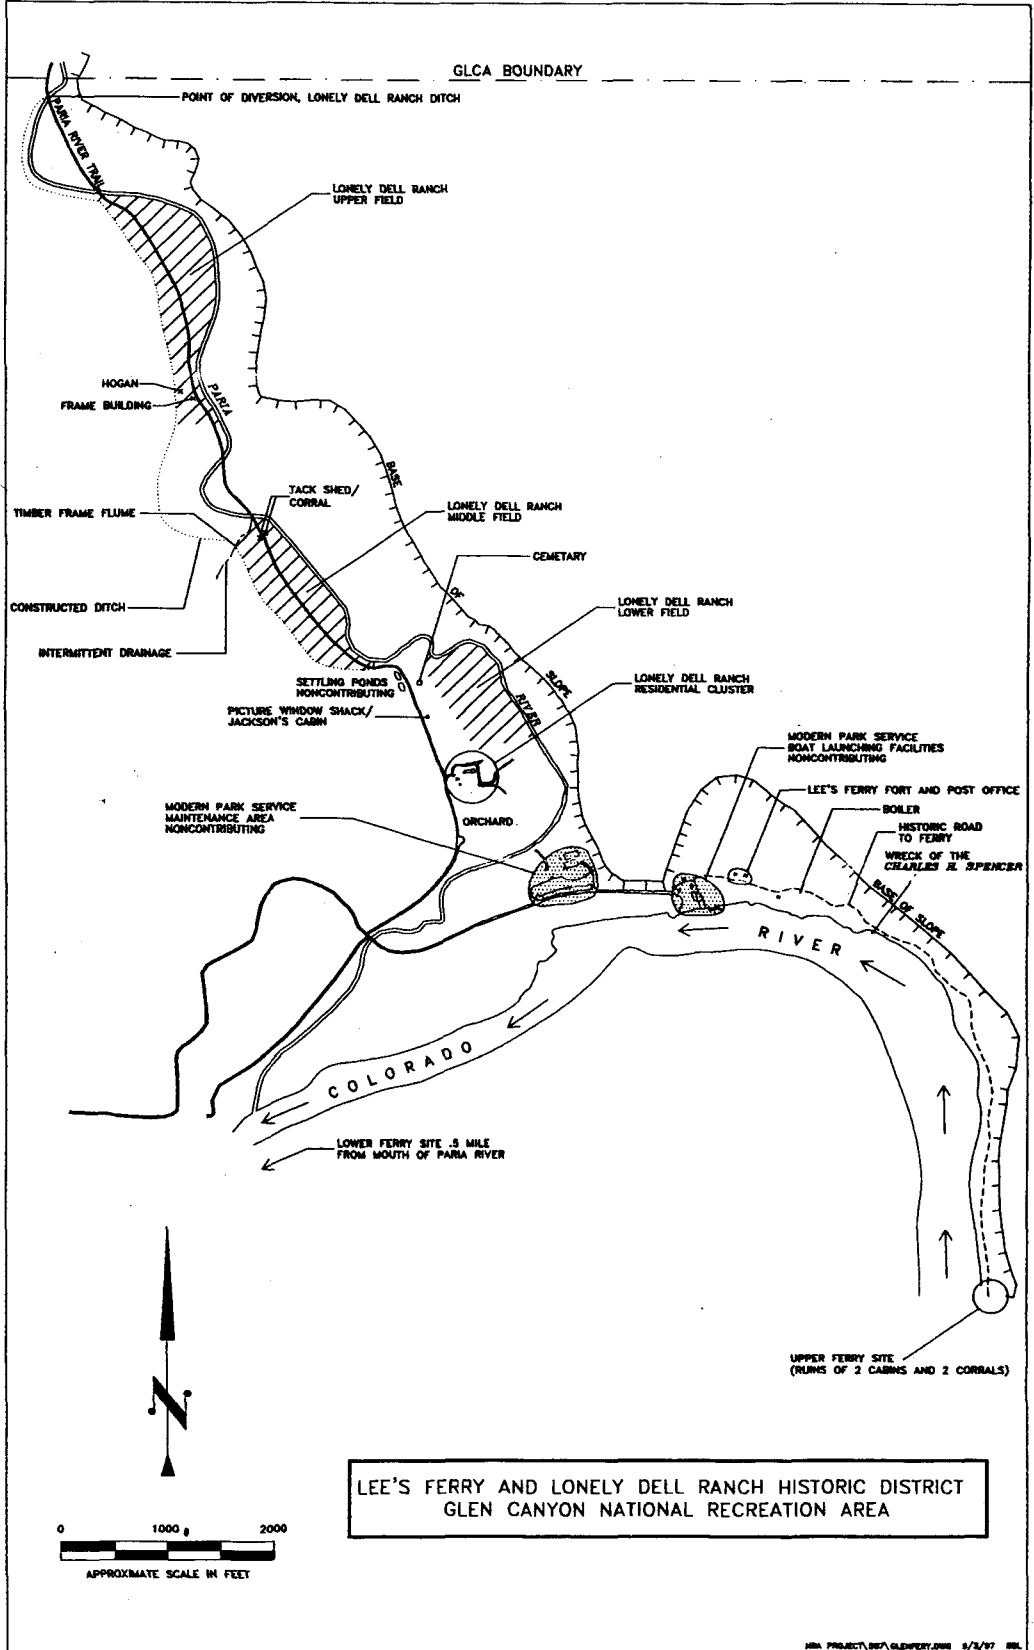 GLCA BOUNDARY
POINT OF DIVERSION, LONELY DELL RANCH DITCH
PARIA RIVER TRAIL
LONELY DELL RANCH
UPPER FIELD
HOGAN
FRAME BUILDING
PARIA
BASE
JACK SHED/
CORRAL
LONELY DELL RANCH
MIDDLE FIELD
TIMBER FRAME FLUME
CEMETARY
OF
CONSTRUCTED DITCH
LONELY DELL RANCH
LOWER FIELD
INTERMITTENT DRAINAGE
SETTLING PONDS
NONCONTRIBUTING
SLOPE
LONELY DELL RANCH
RESIDENTIAL CLUSTER
RIVER
PICTURE WINDOW SHACK/
JACKSON'S CABIN
MODERN PARK SERVICE
BOAT LAUNCHING FACILITIES
NONCONTRIBUTING
LEE'S FERRY FORT AND POST OFFICE
MODERN PARK SERVICE
MAINTENANCE AREA
NONCONTRIBUTING
ORCHARD
BOILER
HISTORIC ROAD
TO FERRY
WRECK OF THE
CHARLES H. SPENCER
BASE OF SLOPE
RIVER
COLORADO
LOWER FERRY SITE .5 MILE
FROM MOUTH OF PARIA RIVER
UPPER FERRY SITE
(RUINS OF 2 CABINS AND 2 CORRALS)
N
LEE'S FERRY AND LONELY DELL RANCH HISTORIC DISTRICT
GLEN CANYON NATIONAL RECREATION AREA
0 1000 2000
APPROXIMATE SCALE IN FEET